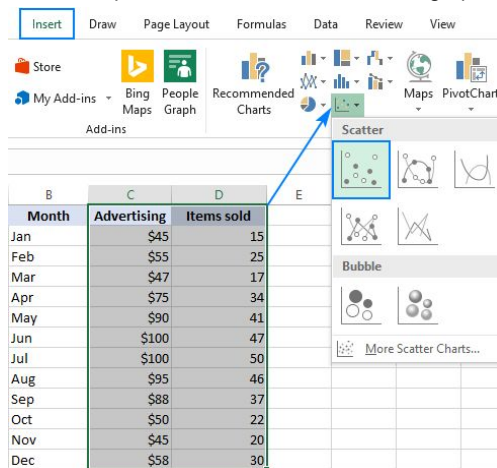 Insert Draw Page Layout Formulas Data Review View
Store
My Add-ins
Bing Maps
People Graph
Recommended Charts
Maps
PivotChart
Add-ins
Scatter
Bubble
More Scatter Charts...
B C D E
Month Advertising Items sold
Jan $45 15
Feb $55 25
Mar $47 17
Apr $75 34
May $90 41
Jun $100 47
Jul $100 50
Aug $95 46
Sep $88 37
Oct $50 22
Nov $45 20
Dec $58 30